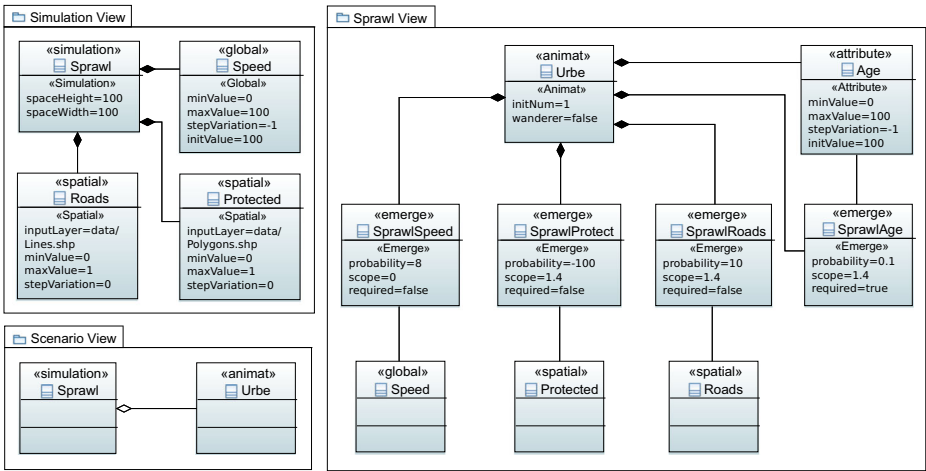 Simulation View
«simulation»
Sprawl
«Simulation»
spaceHeight=100
spaceWidth=100
«global»
Speed
«Global»
minValue=0
maxValue=100
stepVariation=-1
initValue=100
«spatial»
Roads
«Spatial»
inputLayer=data/
Lines.shp
minValue=0
maxValue=1
stepVariation=0
«spatial»
Protected
«Spatial»
inputLayer=data/
Polygons.shp
minValue=0
maxValue=1
stepVariation=0
Scenario View
«simulation»
Sprawl
«animat»
Urbe
Sprawl View
«animat»
Urbe
«Animat»
initNum=1
wanderer=false
«attribute»
Age
«Attribute»
minValue=0
maxValue=100
stepVariation=-1
initValue=100
«emerge»
SprawlSpeed
«Emerge»
probability=8
scope=0
required=false
«emerge»
SprawlProtect
«Emerge»
probability=-100
scope=1.4
required=false
«emerge»
SprawlRoads
«Emerge»
probability=10
scope=1.4
required=false
«emerge»
SprawlAge
«Emerge»
probability=0.1
scope=1.4
required=true
«global»
Speed
«spatial»
Protected
«spatial»
Roads